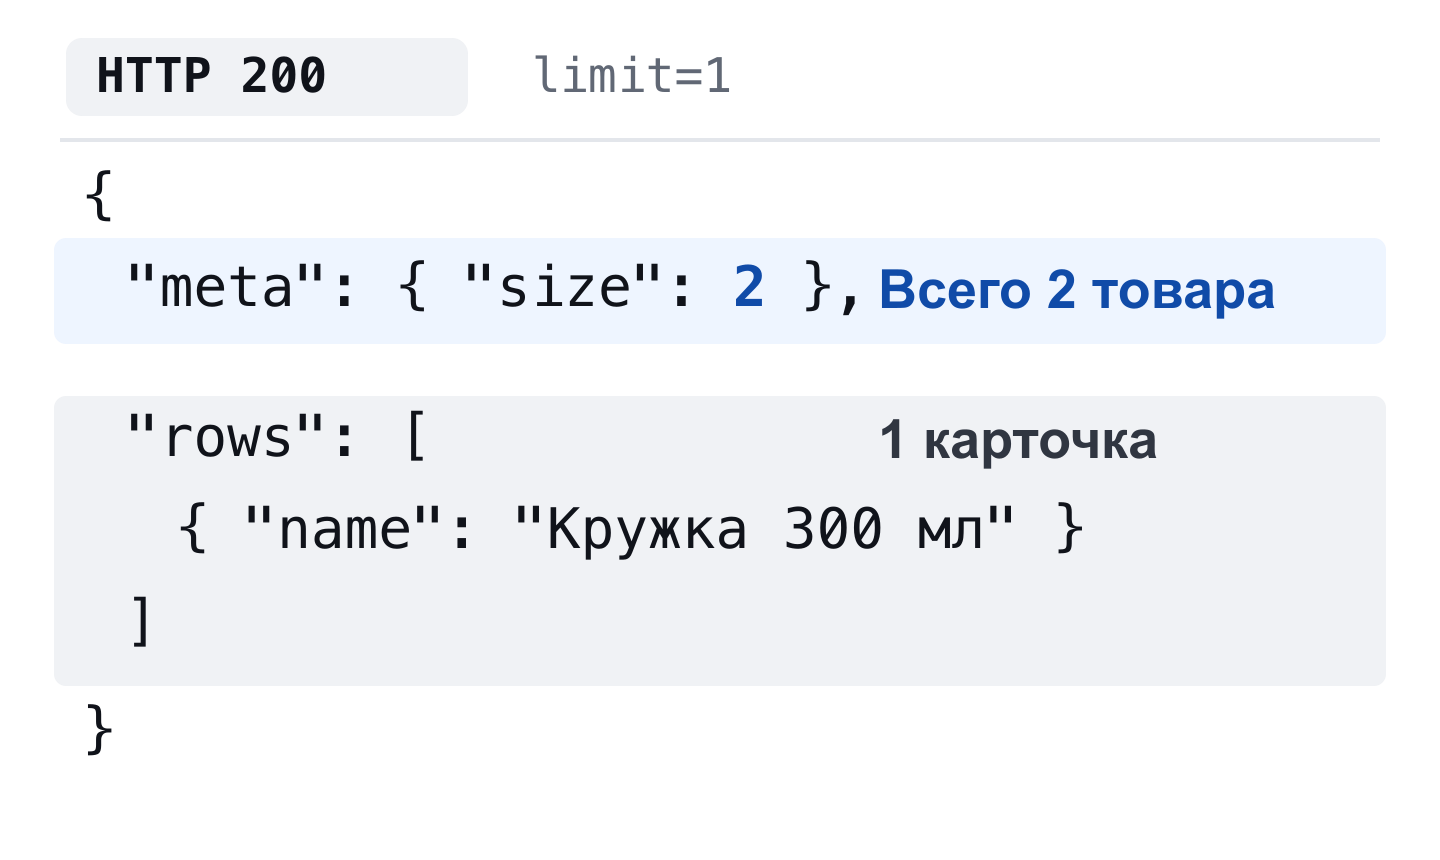 HTTP 200 limit=1
{
"meta": { "size": 2 }, Всего 2 товара
"rows": [ 1 карточка
{ "name": "Кружка 300 мл" }
]
}